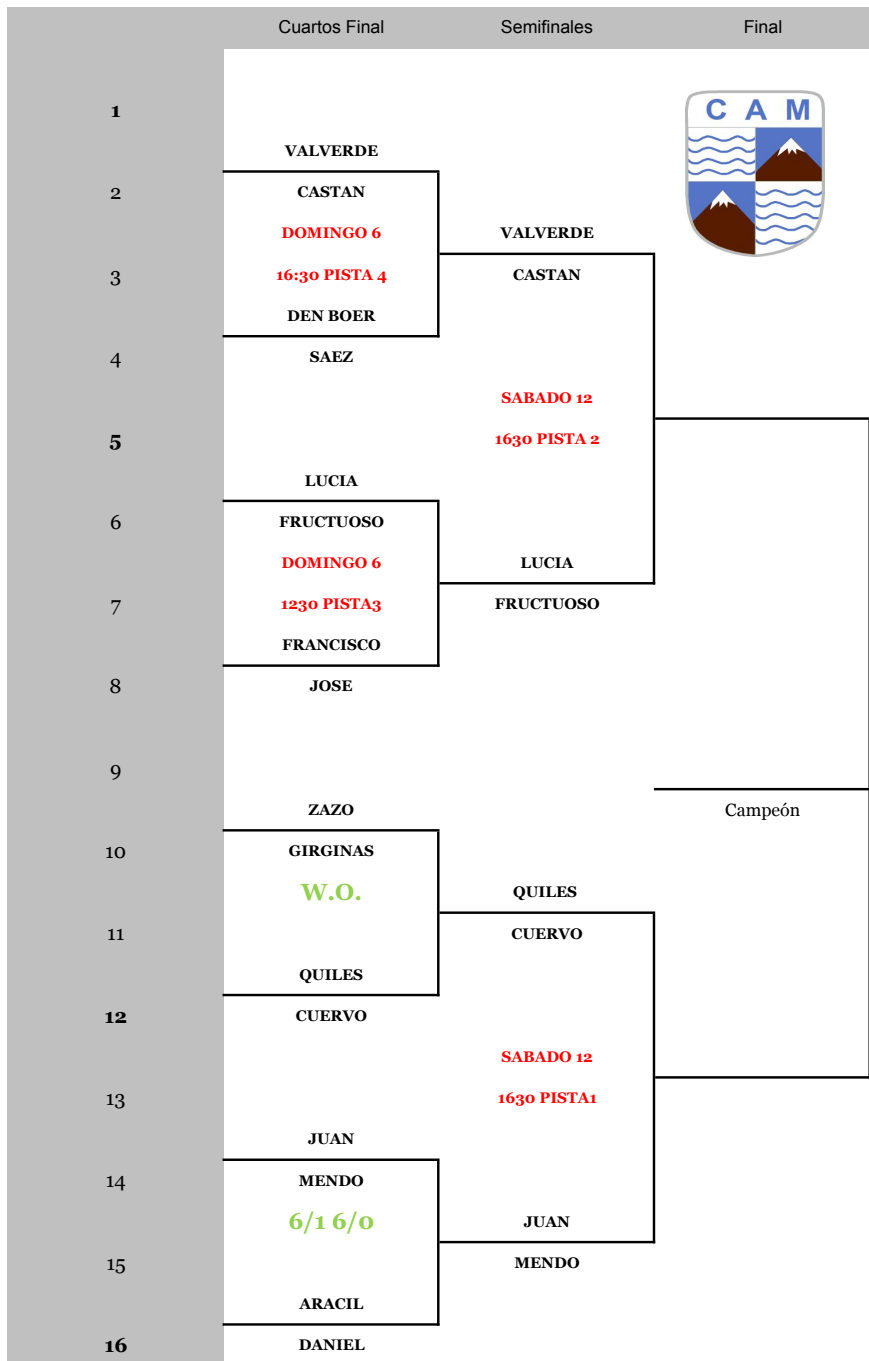 Cuartos Final Semifinales Final
1
C A M
VALVERDE
2 CASTAN
DOMINGO 6 VALVERDE
3 16:30 PISTA 4 CASTAN
DEN BOER
4 SAEZ
SABADO 12
5 1630 PISTA 2
LUCIA
6 FRUCTUOSO
DOMINGO 6 LUCIA
7 1230 PISTA3 FRUCTUOSO
FRANCISCO
8 JOSE
9
ZAZO Campeón
10 GIRGINAS
W.O. QUILES
11 CUERVO
QUILES
12 CUERVO
SABADO 12
13 1630 PISTA1
JUAN
14 MENDO
6/1 6/0 JUAN
15 MENDO
ARACIL
16 DANIEL